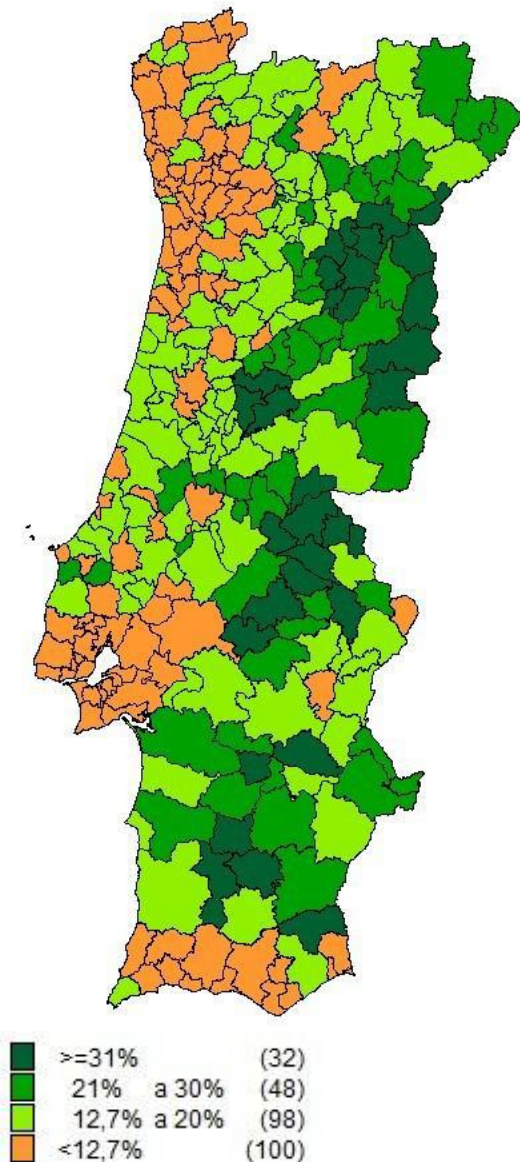 >=31% (32)
21% a 30% (48)
12,7% a 20% (98)
<12,7% (100)